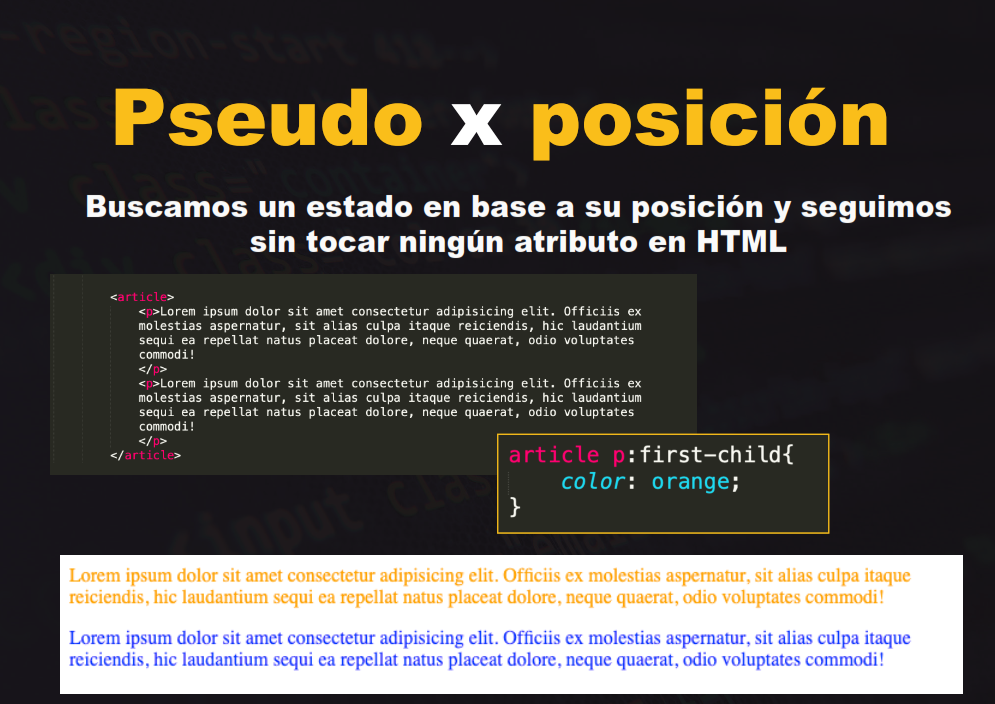 Pseudo x posición
Buscamos un estado en base a su posición y seguimos
sin tocar ningún atributo en HTML
<article>
<p>Lorem ipsum dolor sit amet consectetur adipisicing elit. Officiis ex
molestias aspernatur, sit alias culpa itaque reiciendis, hic laudantium
sequi ea repellat natus placeat dolore, neque quaerat, odio voluptates
commodi!
</p>
<p>Lorem ipsum dolor sit amet consectetur adipisicing elit. Officiis ex
molestias aspernatur, sit alias culpa itaque reiciendis, hic laudantium
sequi ea repellat natus placeat dolore, neque quaerat, odio voluptates
commodi!
</p>
</article>
article p:first-child{
color: orange;
}
Lorem ipsum dolor sit amet consectetur adipisicing elit. Officiis ex molestias aspernatur, sit alias culpa itaque
reiciendis, hic laudantium sequi ea repellat natus placeat dolore, neque quaerat, odio voluptates commodi!
Lorem ipsum dolor sit amet consectetur adipisicing elit. Officiis ex molestias aspernatur, sit alias culpa itaque
reiciendis, hic laudantium sequi ea repellat natus placeat dolore, neque quaerat, odio voluptates commodi!